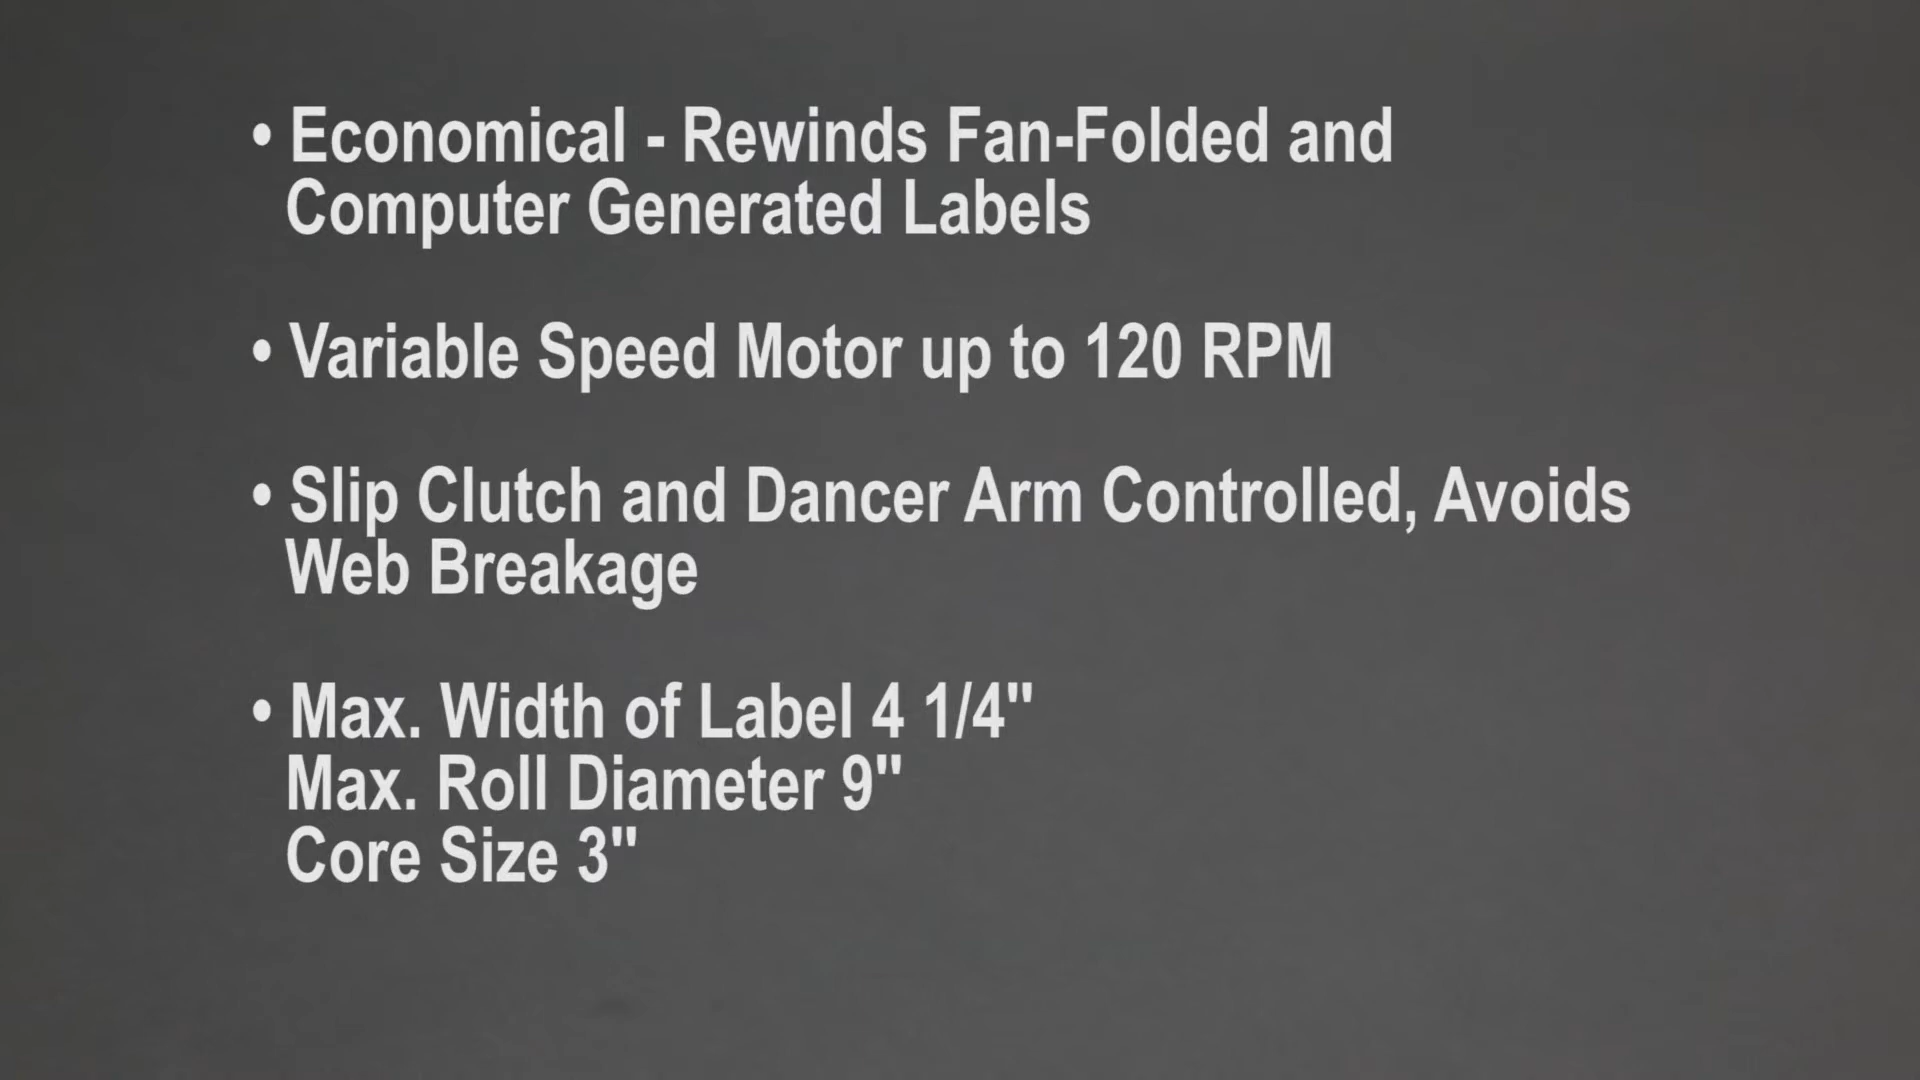 • Economical - Rewinds Fan-Folded and
Computer Generated Labels
• Variable Speed Motor up to 120 RPM
• Slip Clutch and Dancer Arm Controlled, Avoids
Web Breakage
• Max. Width of Label 4 1/4"
Max. Roll Diameter 9"
Core Size 3"